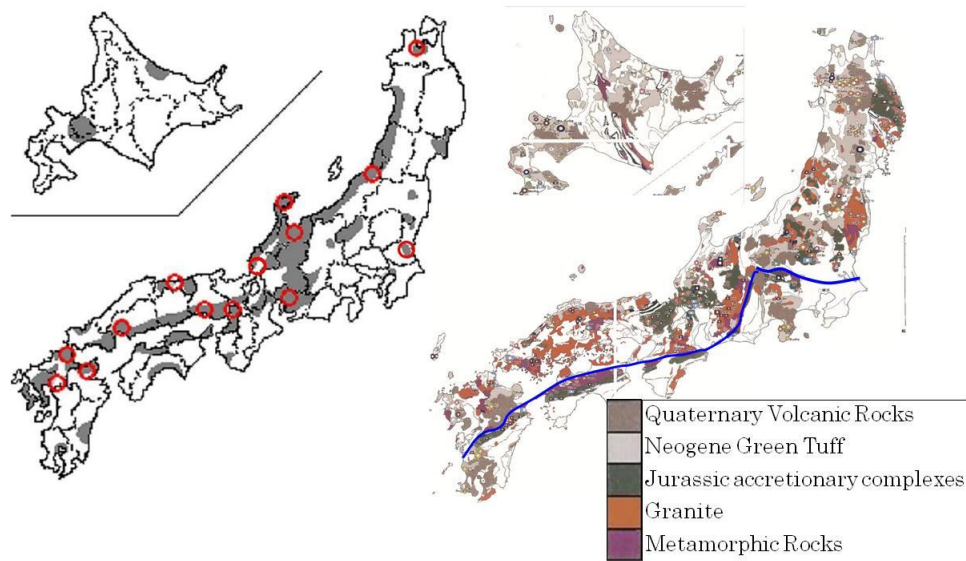 Quaternary Volcanic Rocks
Neogene Green Tuff
Jurassic accretionary complexes
Granite
Metamorphic Rocks